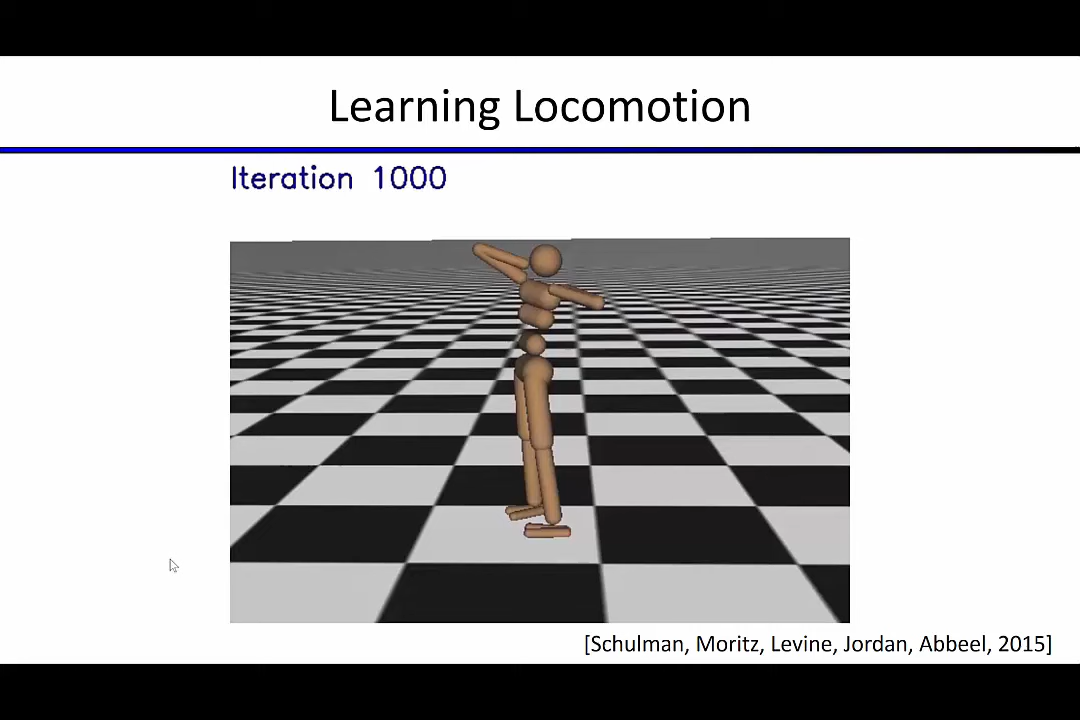 Learning Locomotion
Iteration 1000
[Schulman, Moritz, Levine, Jordan, Abbeel, 2015]